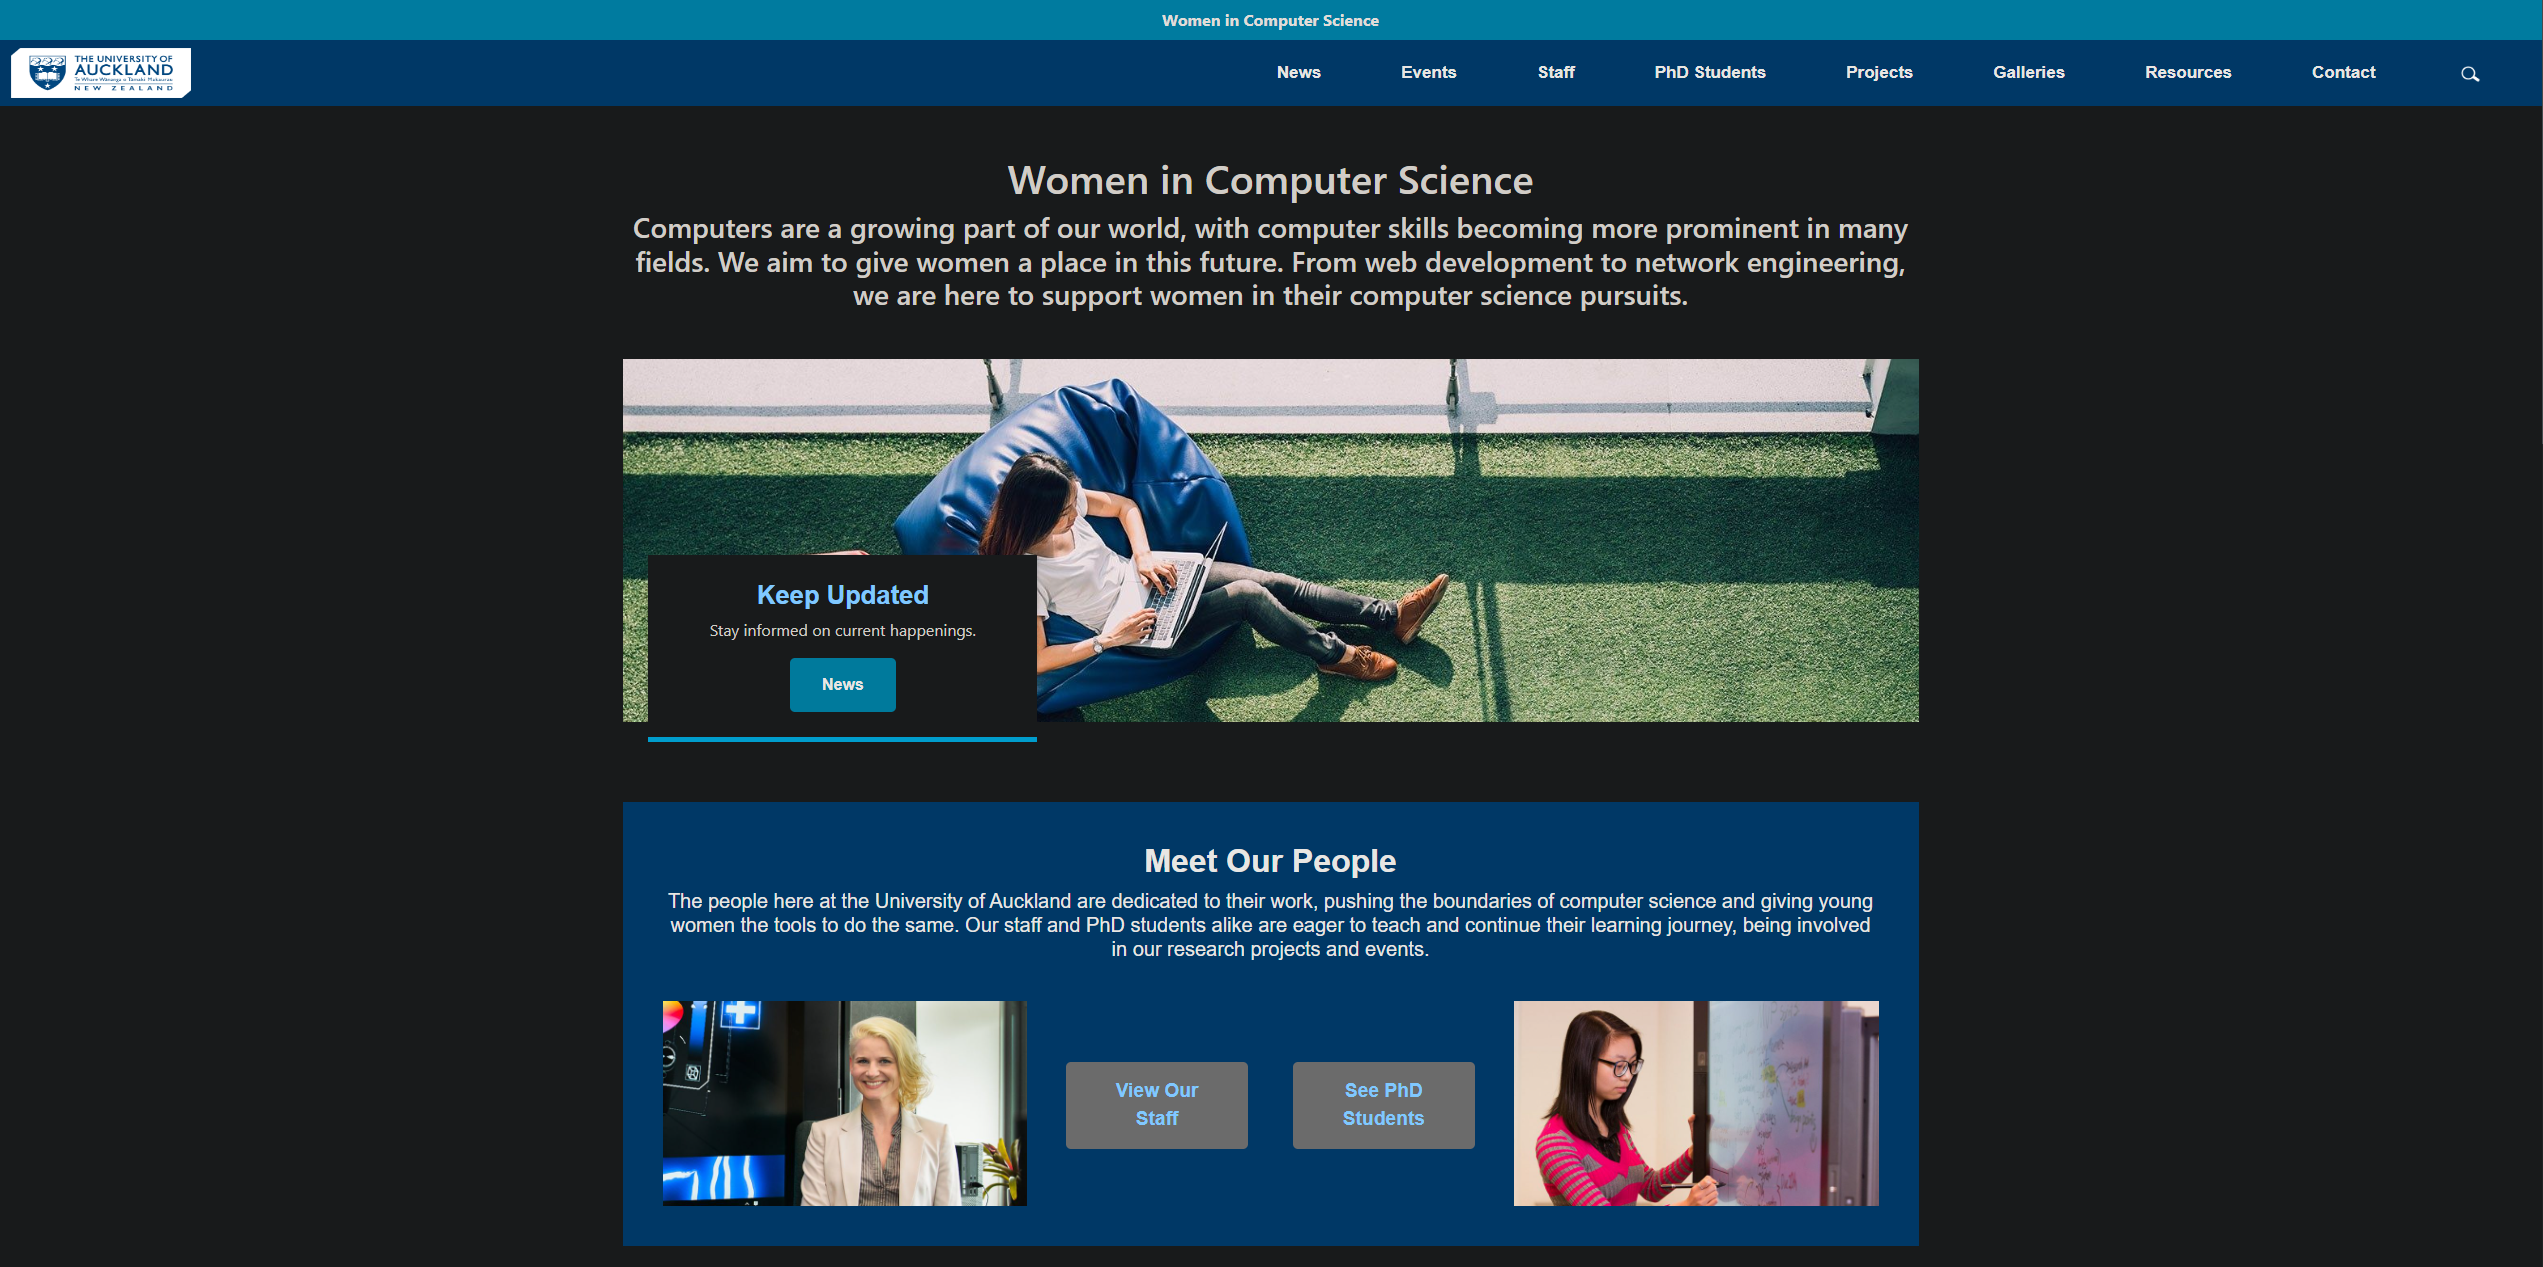 Women in Computer Science
THE UNIVERSITY OF
AUCKLAND
Te Whare Wānanga o Tāmaki Makaurau
NEW ZEALAND
News
Events
Staff
PhD Students
Projects
Galleries
Resources
Contact
Women in Computer Science
Computers are a growing part of our world, with computer skills becoming more prominent in many
fields. We aim to give women a place in this future. From web development to network engineering,
we are here to support women in their computer science pursuits.
Keep Updated
Stay informed on current happenings.
News
Meet Our People
The people here at the University of Auckland are dedicated to their work, pushing the boundaries of computer science and giving young
women the tools to do the same. Our staff and PhD students alike are eager to teach and continue their learning journey, being involved
in our research projects and events.
View Our
Staff
See PhD
Students